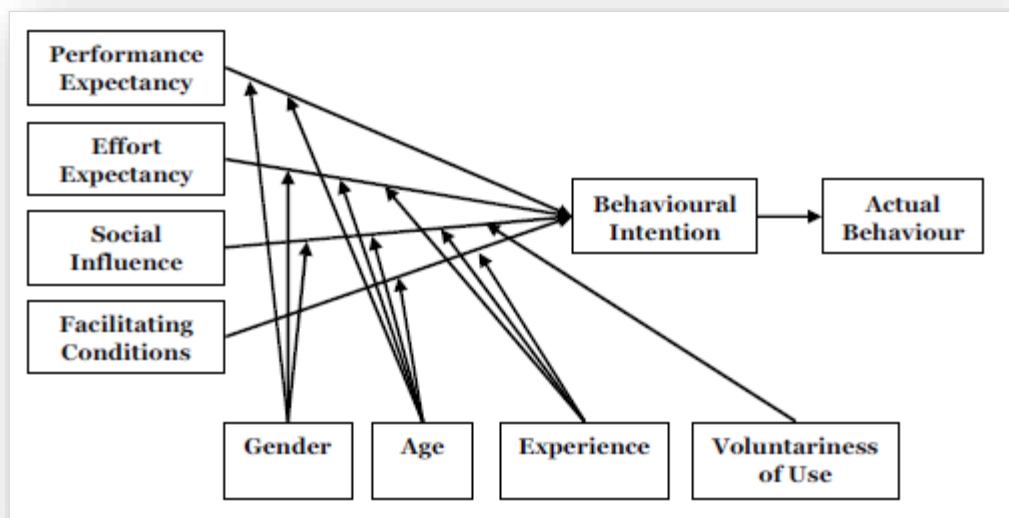 Performance
Expectancy
Effort
Expectancy
Social
Influence
Facilitating
Conditions
Behavioural
Intention
Actual
Behaviour
Gender
Age
Experience
Voluntariness
of Use